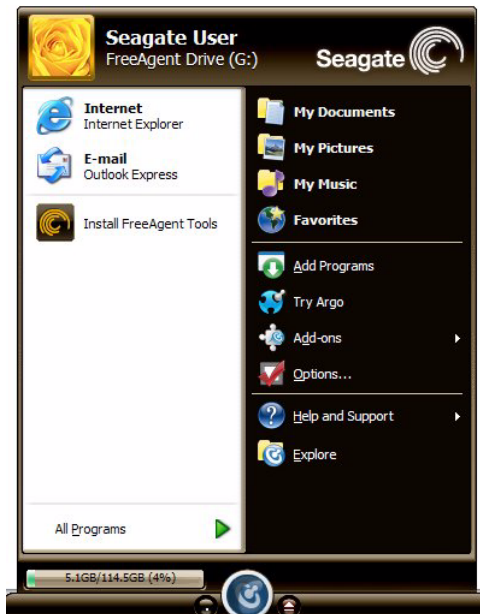 Seagate User
FreeAgent Drive (G:)
Seagate
Internet
Internet Explorer
E-mail
Outlook Express
Install FreeAgent Tools
All Programs
My Documents
My Pictures
My Music
Favorites
Add Programs
Try Argo
Add-ons
Options...
Help and Support
Explore
5.1GB/114.5GB (4%)